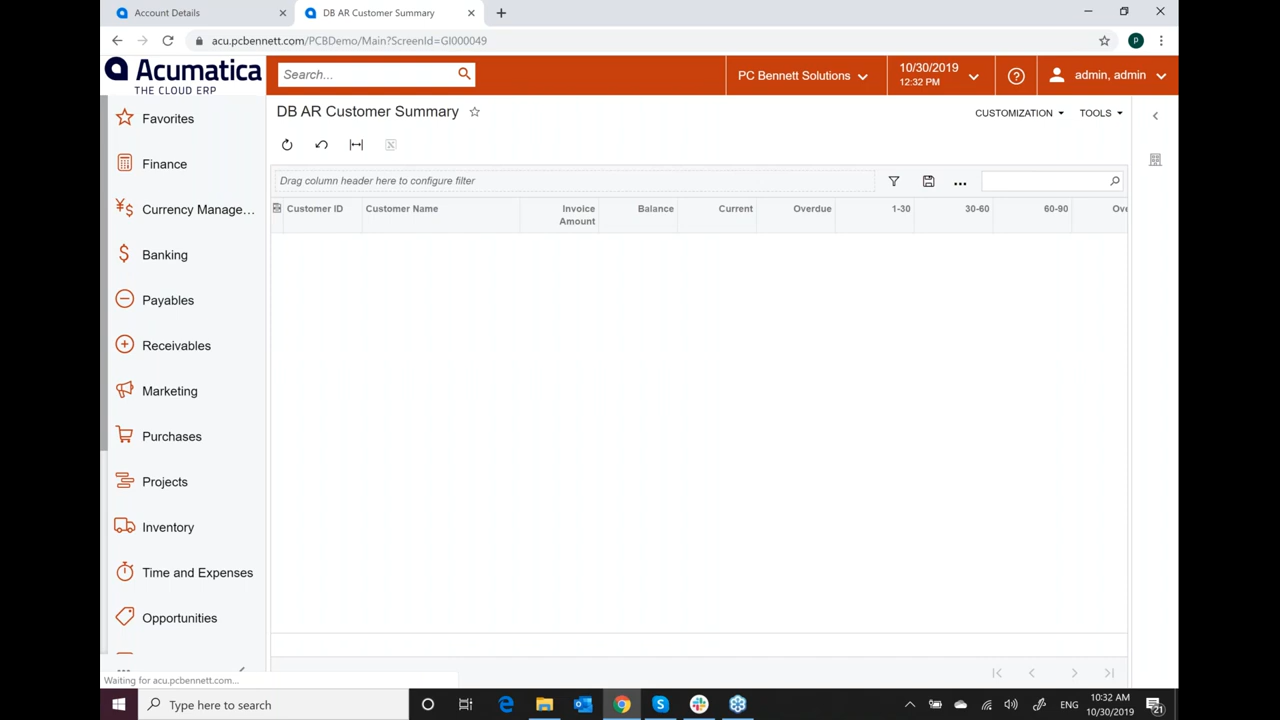 Account Details
DB AR Customer Summary
acu.pcbennett.com/PCBDemo/Main?ScreenId=GI000049
P
Acumatica
THE CLOUD ERP
Search...
PC Bennett Solutions
10/30/2019
12:32 PM
admin, admin
Favorites
Finance
Currency Manage...
Banking
Payables
Receivables
Marketing
Purchases
Projects
Inventory
Time and Expenses
Opportunities
DB AR Customer Summary
CUSTOMIZATION
TOOLS
Drag column header here to configure filter
Customer ID
Customer Name
Invoice
Amount
Balance
Current
Overdue
1-30
30-60
60-90
Ove
Waiting for acu.pcbennett.com...
Type here to search
ENG
10:32 AM
10/30/2019
21